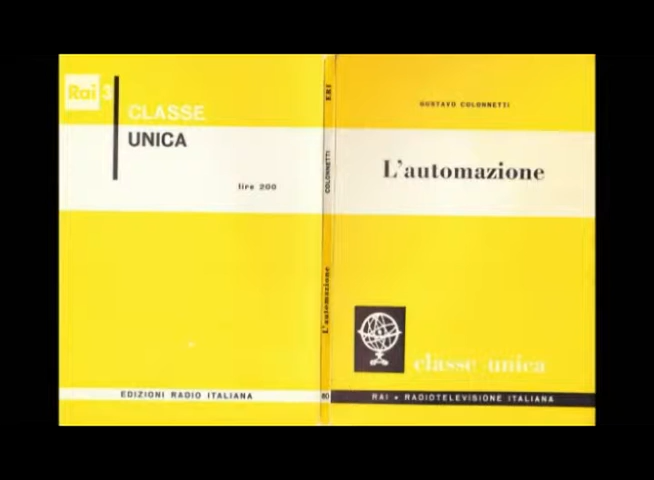 Rai 3
CLASSE
UNICA
lire 200
EDIZIONI RADIO ITALIANA
ERI
COLONNETTI
L'automazione
80
GUSTAVO COLONNETTI
L'automazione
classe unica
RAI • RADIOTELEVISIONE ITALIANA